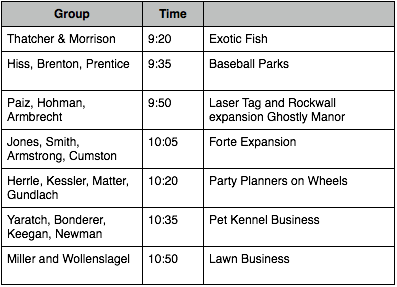 Group Time
Thatcher & Morrison 9:20 Exotic Fish
Hiss, Brenton, Prentice 9:35 Baseball Parks
Paiz, Hohman, 9:50 Laser Tag and Rockwall
Armbrecht expansion Ghostly Manor
Jones, Smith, 10:05 Forte Expansion
Armstrong, Cumston
Herrle, Kessler, Matter, 10:20 Party Planners on Wheels
Gundlach
Yaratch, Bonderer, 10:35 Pet Kennel Business
Keegan, Newman
Miller and Wollenslagel 10:50 Lawn Business